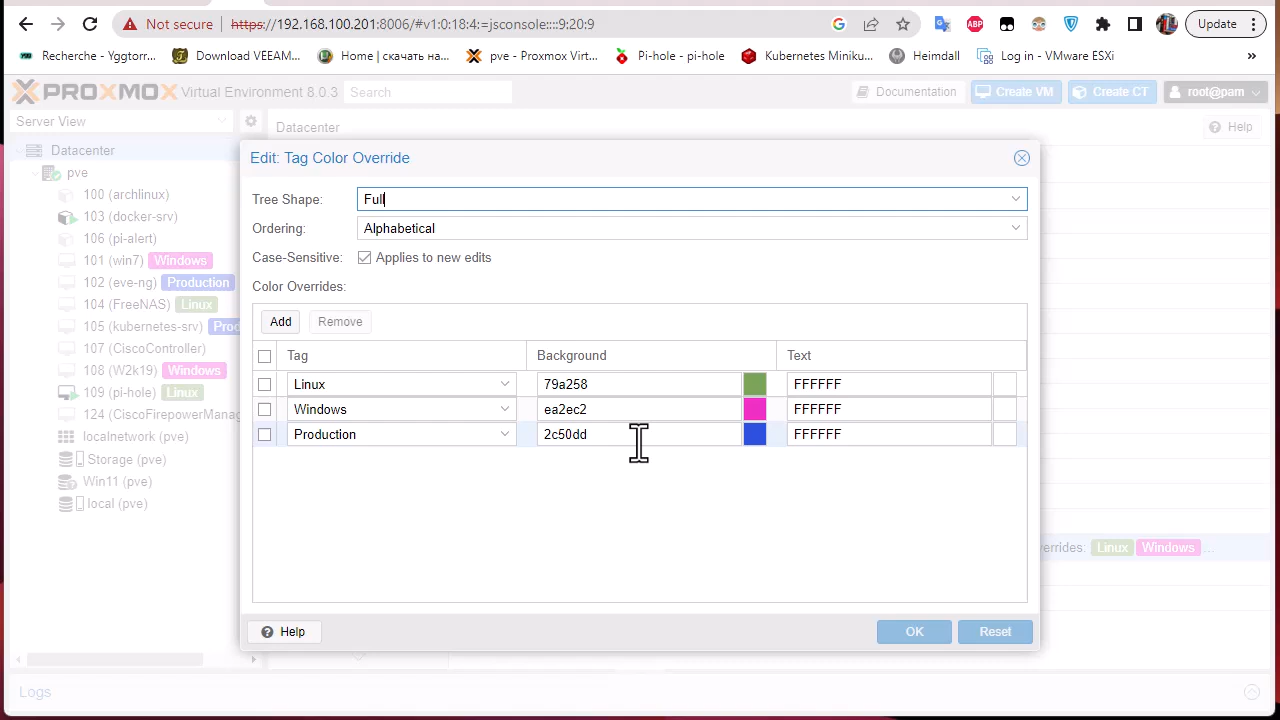 Not secure https://192.168.100.201:8006/#v1:0:18:4:=jsconsole::::9:20:9 Update
Recherche - Yggtorr... Download VEEAM... Home | скачать на... pve - Proxmox Virt... Pi-hole - pi-hole Kubernetes Miniku... Heimdall Log in - VMware ESXi »
PROXMOX Virtual Environment 8.0.3 Search Documentation Create VM Create CT root@pam
Server View
Datacenter
Help
Datacenter
pve
100 (archlinux)
103 (docker-srv)
106 (pi-alert)
101 (win7) Windows
102 (eve-ng) Production
104 (FreeNAS) Linux
105 (kubernetes-srv) Prod
107 (CiscoController)
108 (W2k19) Windows
109 (pi-hole) Linux
124 (CiscoFirepowerManag
localnetwork (pve)
Storage (pve)
Win11 (pve)
local (pve)
Edit: Tag Color Override
Tree Shape: Full
Ordering: Alphabetical
Case-Sensitive: Applies to new edits
Color Overrides:
Add Remove
Tag Background Text
Linux 79a258 FFFFFF
Windows ea2ec2 FFFFFF
Production 2c50dd FFFFFF
Help OK Reset
errides: Linux Windows ...
Logs